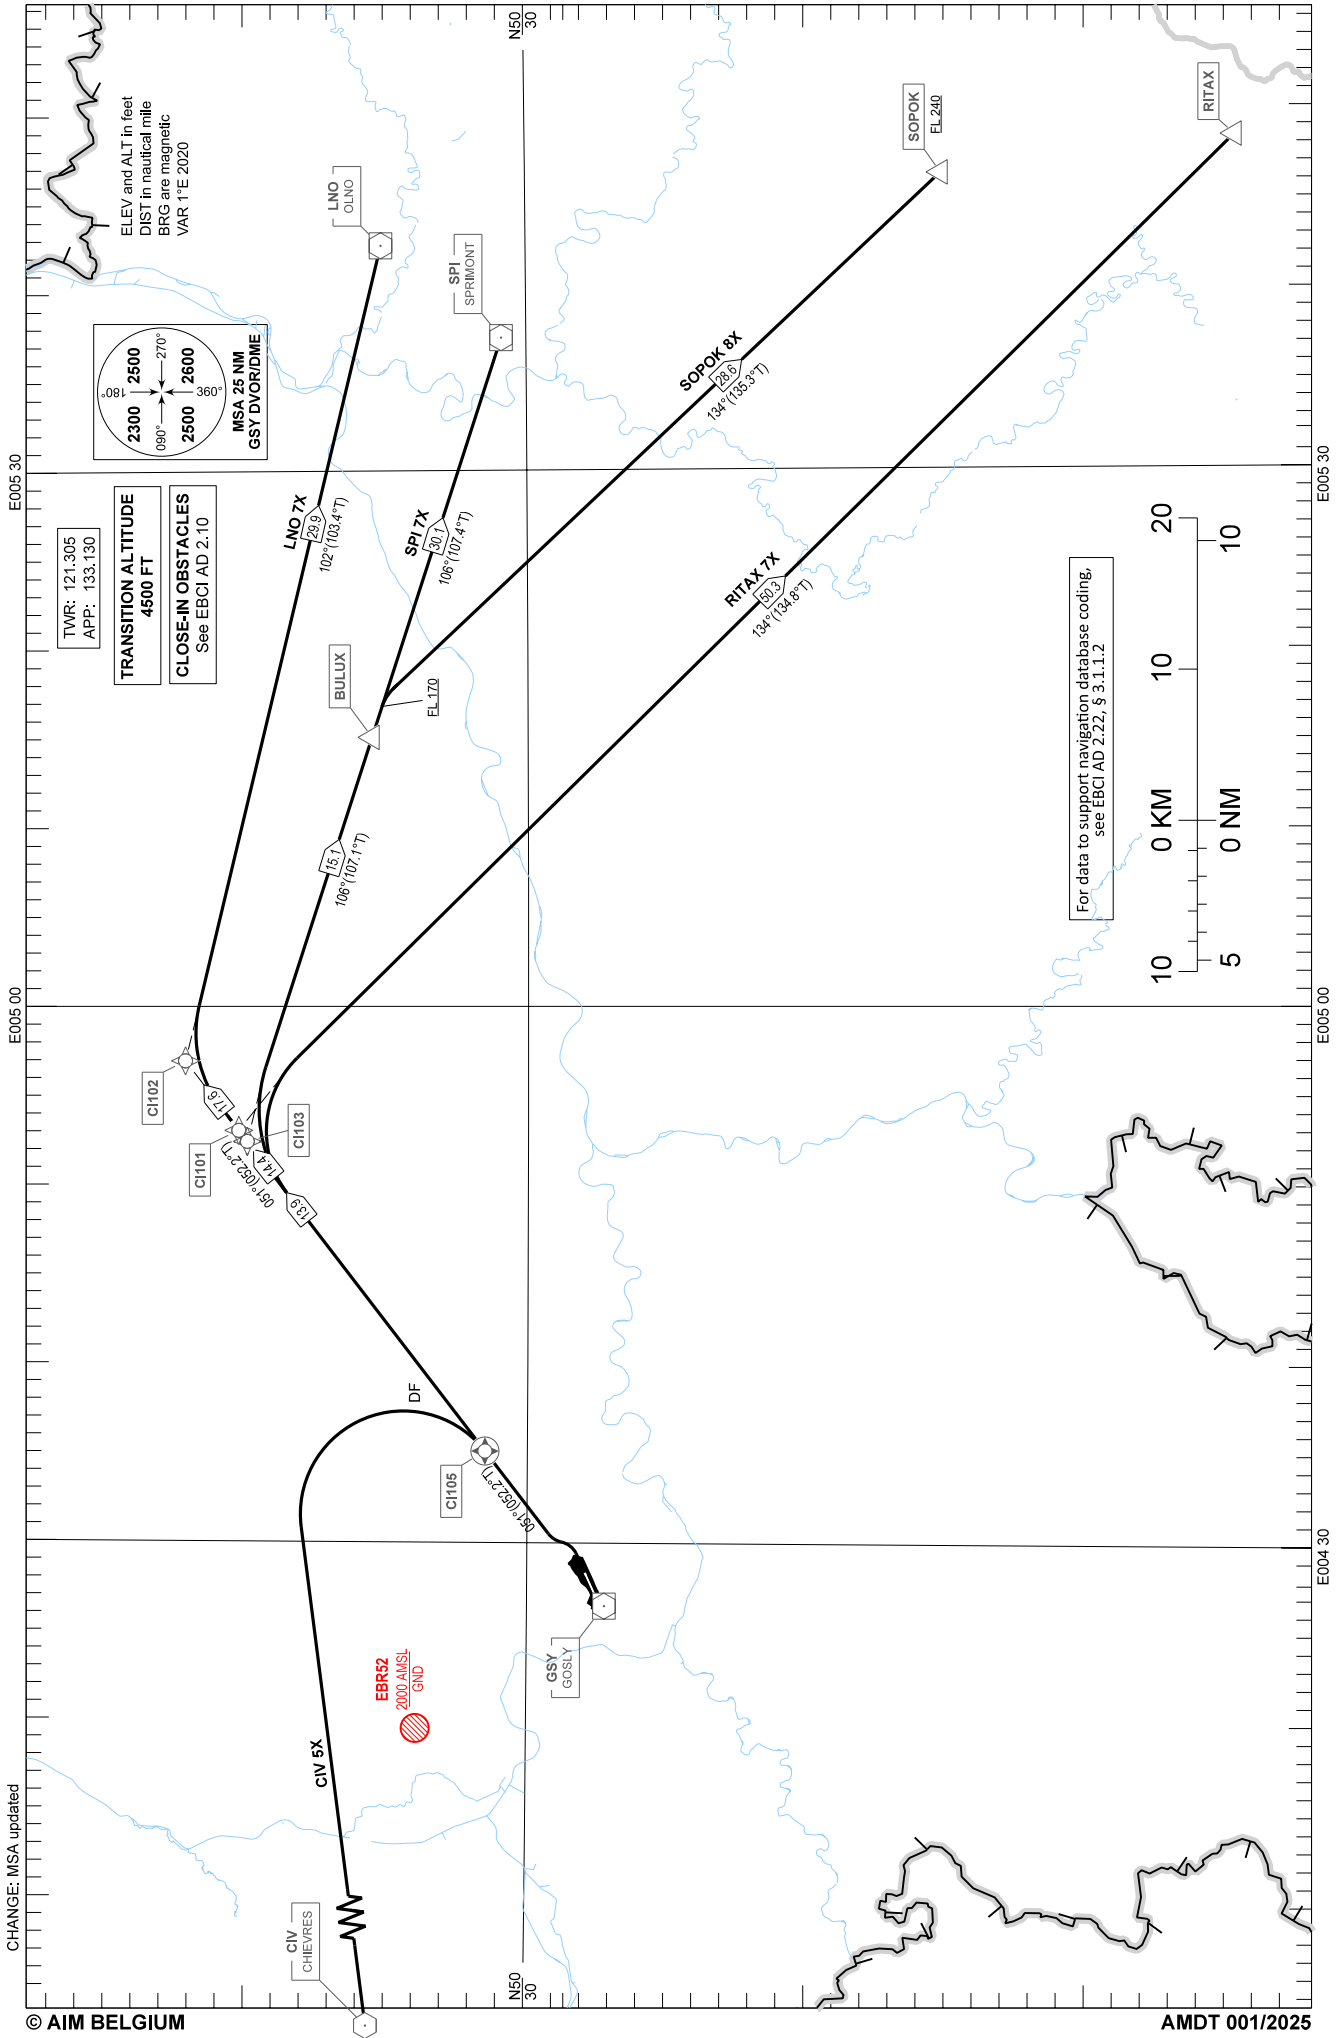 CHANGE: MSA updated
E004 30
E005 00
E005 30
ELEV and ALT in feet
DIST in nautical mile
BRG are magnetic
VAR 1°E 2020
TWR: 121.305
APP: 133.130
TRANSITION ALTITUDE
4500 FT
CLOSE-IN OBSTACLES
See EBCI AD 2.10
2300
2500
2500
2600
180°
270°
360°
090°
MSA 25 NM
GSY DVOR/DME
CIV
CHIEVRES
CIV 5X
EBR52
2000 AMSL
GND
GSY
GOSLY
DF
CI105
051°(052.2°T)
13.9
14.4
051°(052.2°T)
17.6
CI101
CI102
CI103
LNO 7X
29.9
102°(103.4°T)
LNO
OLNO
15.1
106°(107.1°T)
BULUX
FL 170
SPI 7X
30.1
106°(107.4°T)
SPI
SPRIMONT
SOPOK 8X
28.6
134°(135.3°T)
SOPOK
FL 240
RITAX 7X
50.3
134°(134.8°T)
RITAX
N50
30
N50
30
For data to support navigation database coding,
see EBCI AD 2.22, § 3.1.1.2
10 0 KM 10 20
5 0 NM 10
E004 30
E005 00
E005 30
© AIM BELGIUM
AMDT 001/2025